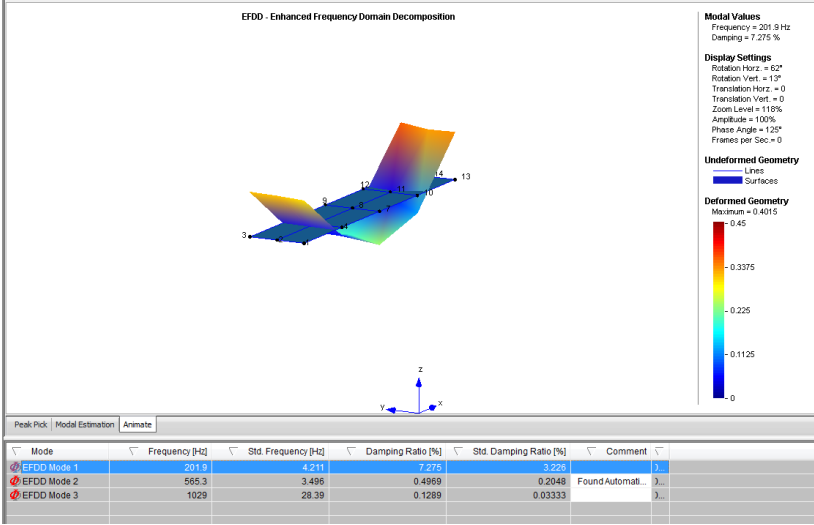 EFDD - Enhanced Frequency Domain Decomposition
Modal Values
Frequency = 201.9 Hz
Damping = 7.275 %
Display Settings
Rotation Horz. = 62°
Rotation Vert. = 13°
Translation Horz. = 0
Translation Vert. = 0
Zoom Level = 118%
Amplitude = 100%
Phase Angle = 125°
Frames per Sec.= 0
Undeformed Geometry
Lines
Surfaces
Deformed Geometry
Maximum = 0.4015
0.45
0.3375
0.225
0.1125
0
14
13
12
11
10
9
8
7
4
3
2
1
z
y
x
Peak Pick Modal Estimation Animate
Mode Frequency [Hz] Std. Frequency [Hz] Damping Ratio [%] Std. Damping Ratio [%] Comment
EFDD Mode 1 201.9 4.211 7.275 3.226
EFDD Mode 2 565.3 3.496 0.4969 0.2048 Found Automati...
EFDD Mode 3 1029 28.39 0.1289 0.03333